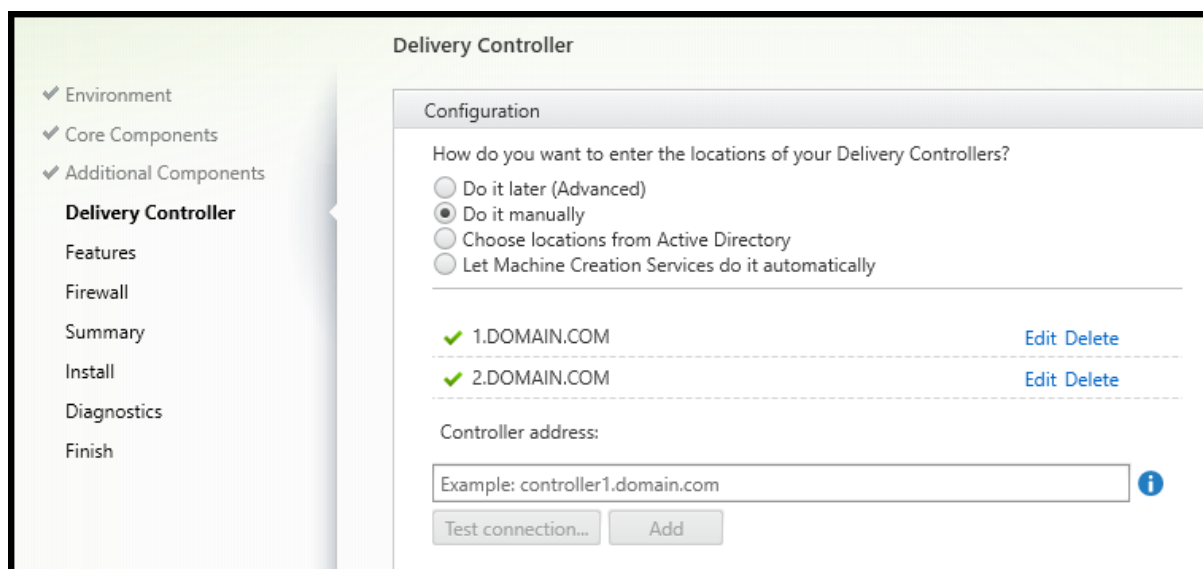 Delivery Controller
Environment
Core Components
Additional Components
Delivery Controller
Features
Firewall
Summary
Install
Diagnostics
Finish
Configuration
How do you want to enter the locations of your Delivery Controllers?
Do it later (Advanced)
Do it manually
Choose locations from Active Directory
Let Machine Creation Services do it automatically
1.DOMAIN.COM Edit Delete
2.DOMAIN.COM Edit Delete
Controller address:
Example: controller1.domain.com
Test connection... Add